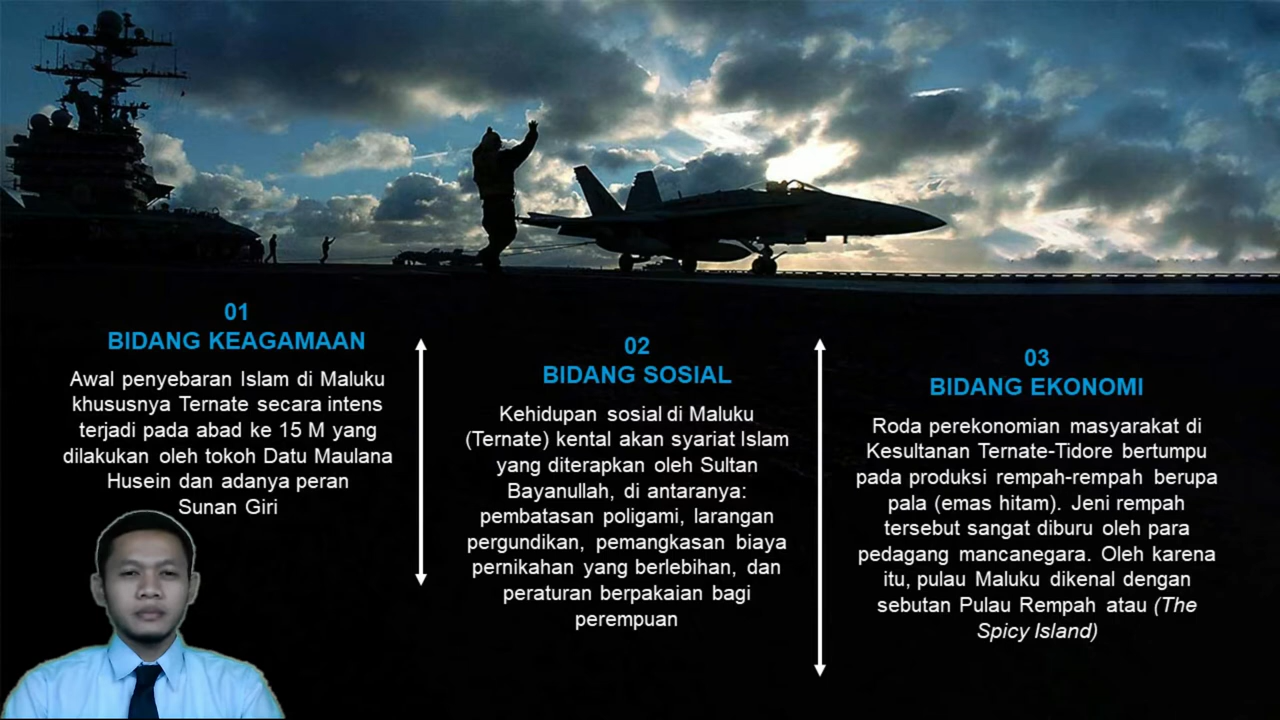 01
BIDANG KEAGAMAAN
Awal penyebaran Islam di Maluku
khususnya Ternate secara intens
terjadi pada abad ke 15 M yang
dilakukan oleh tokoh Datu Maulana
Husein dan adanya peran
Sunan Giri
02
BIDANG SOSIAL
Kehidupan sosial di Maluku
(Ternate) kental akan syariat Islam
yang diterapkan oleh Sultan
Bayanullah, di antaranya:
pembatasan poligami, larangan
pergundikan, pemangkasan biaya
pernikahan yang berlebihan, dan
peraturan berpakaian bagi
perempuan
03
BIDANG EKONOMI
Roda perekonomian masyarakat di
Kesultanan Ternate-Tidore bertumpu
pada produksi rempah-rempah berupa
pala (emas hitam). Jeni rempah
tersebut sangat diburu oleh para
pedagang mancanegara. Oleh karena
itu, pulau Maluku dikenal dengan
sebutan Pulau Rempah atau (The
Spicy Island)